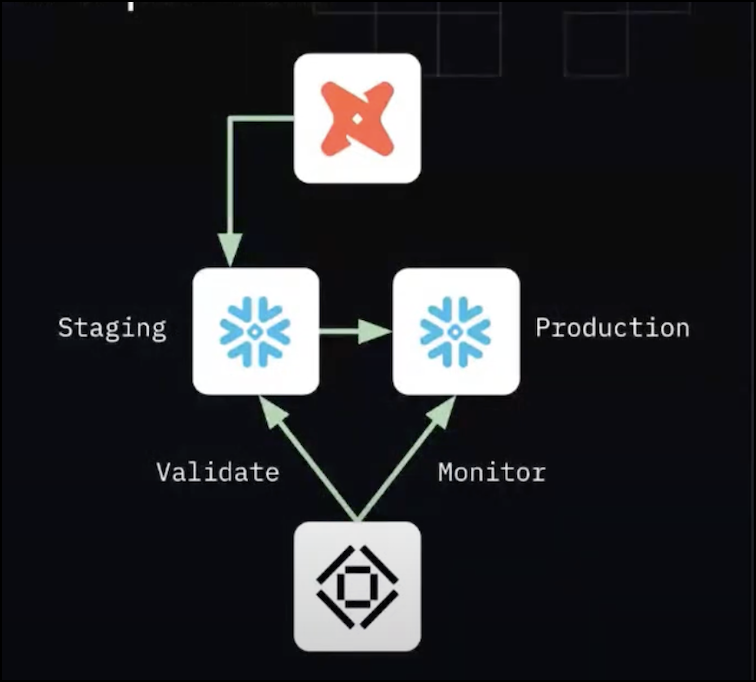 Staging
Production
Validate
Monitor